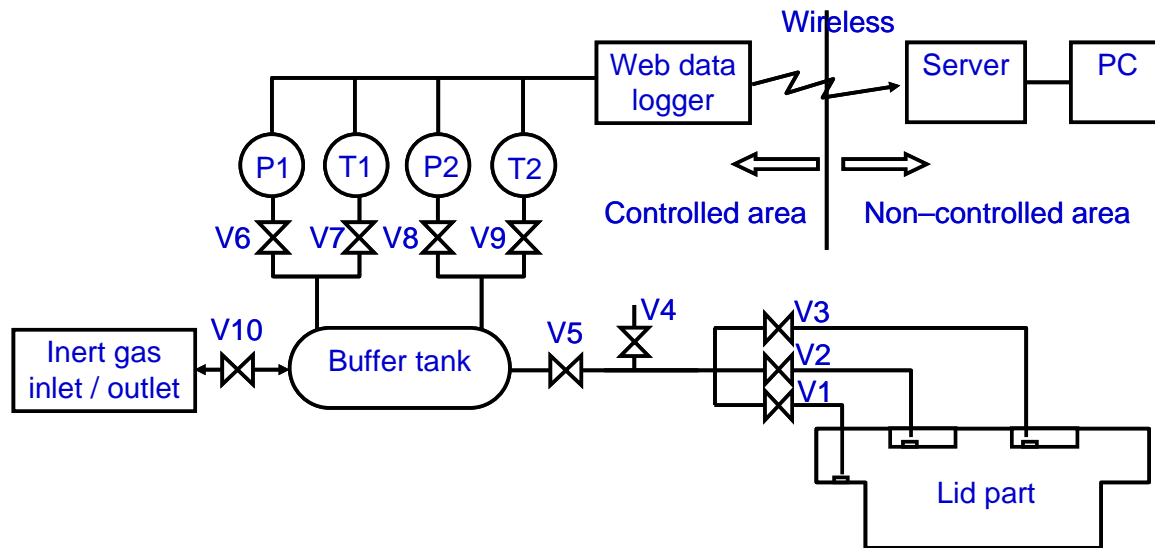 Wireless
Web data
logger
Server
PC
P1
T1
P2
T2
Controlled area
Non–controlled area
V6
V7
V8
V9
V10
Inert gas
inlet / outlet
Buffer tank
V5
V4
V3
V2
V1
Lid part